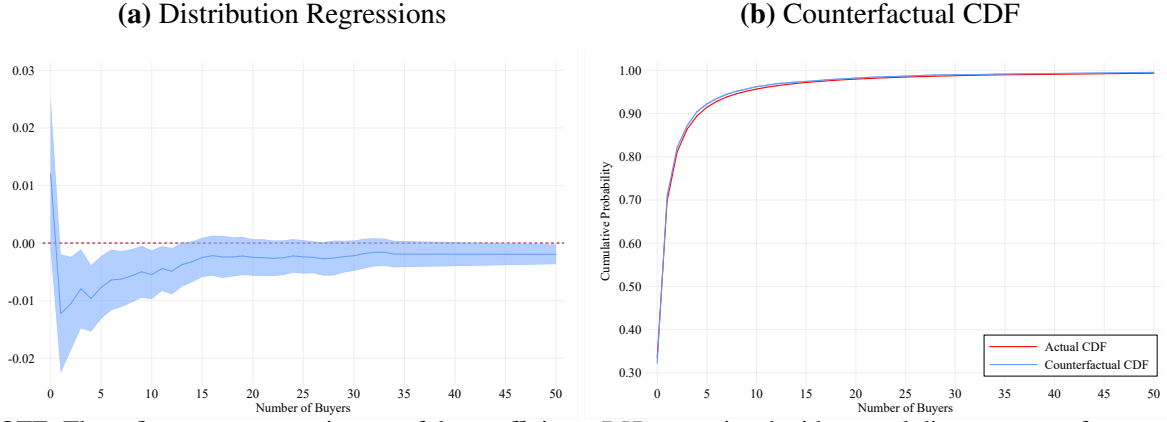 (a) Distribution Regressions
0.03
0.02
0.01
0.00
-0.01
-0.02
0 5 10 15 20 25 30 35 40 45 50
Number of Buyers
(b) Counterfactual CDF
Cumulative Probability
1.00
0.90
0.80
0.70
0.60
0.50
0.40
0.30
Actual CDF
Counterfactual CDF
0 5 10 15 20 25 30 35 40 45 50
Number of Buyers